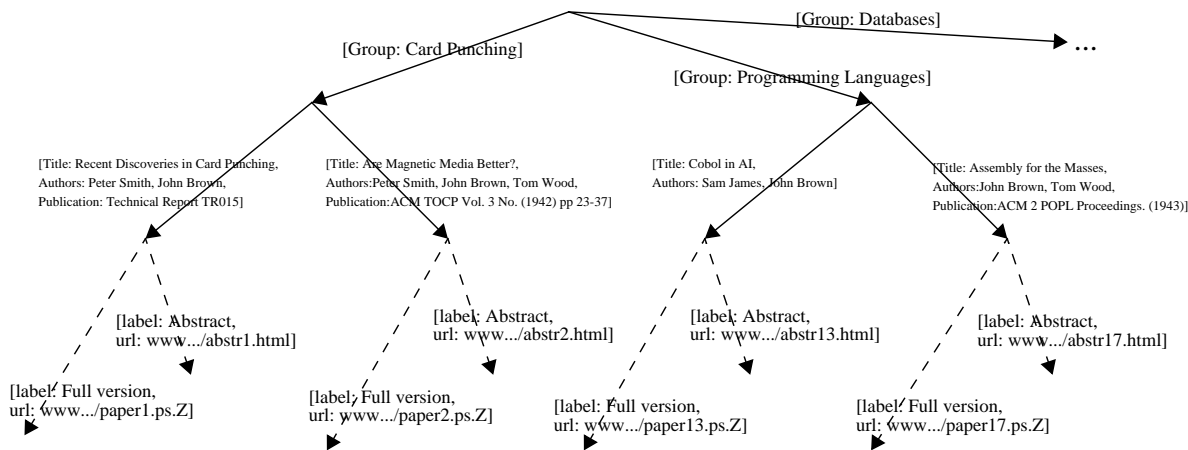 [Group: Databases]
...
[Group: Card Punching]
[Group: Programming Languages]
[Title: Recent Discoveries in Card Punching,
Authors: Peter Smith, John Brown,
Publication: Technical Report TR015]
[Title: Are Magnetic Media Better?,
Authors:Peter Smith, John Brown, Tom Wood,
Publication:ACM TOCP Vol. 3 No. (1942) pp 23-37]
[Title: Cobol in AI,
Authors: Sam James, John Brown]
[Title: Assembly for the Masses,
Authors:John Brown, Tom Wood,
Publication:ACM 2 POPL Proceedings. (1943)]
[label: Abstract,
url: www.../abstr1.html]
[label: Abstract,
url: www.../abstr2.html]
[label: Abstract,
url: www.../abstr13.html]
[label: Abstract,
url: www.../abstr17.html]
[label: Full version,
url: www.../paper1.ps.Z]
[label: Full version,
url: www.../paper2.ps.Z]
[label: Full version,
url: www.../paper13.ps.Z]
[label: Full version,
url: www.../paper17.ps.Z]